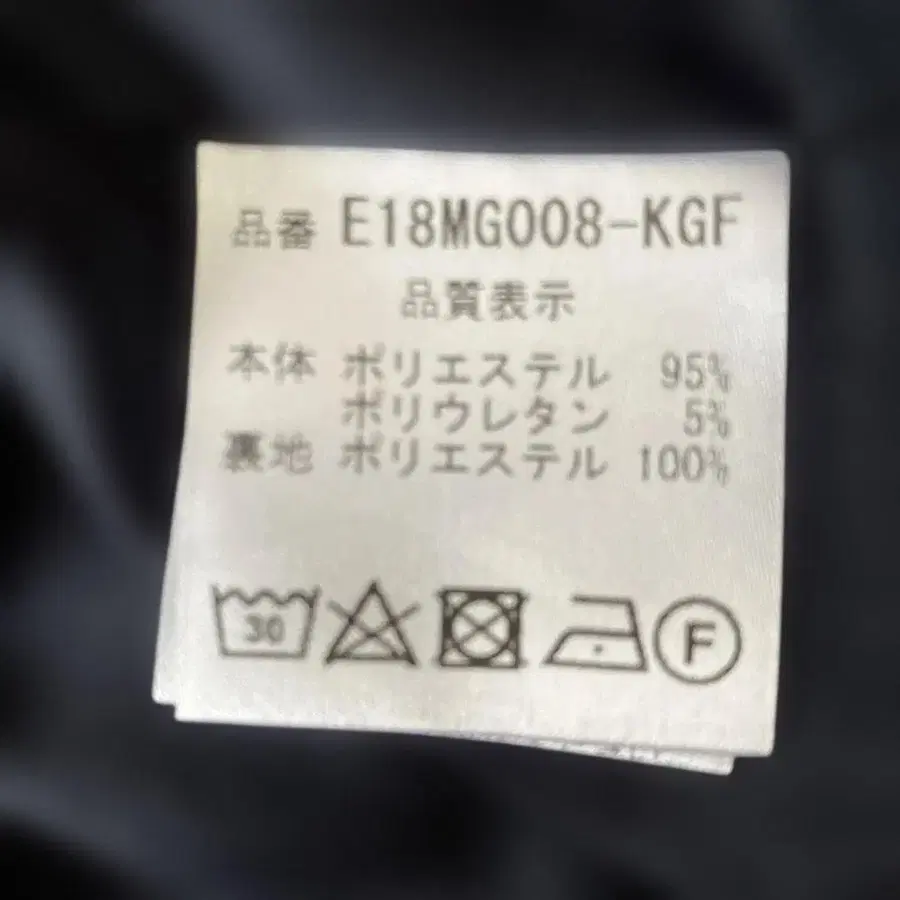 品番 E18MG008-KGF
品質表示
本体 ポリエステル 95%
ポリウレタン 5%
裏地 ポリエステル 100%
30 F